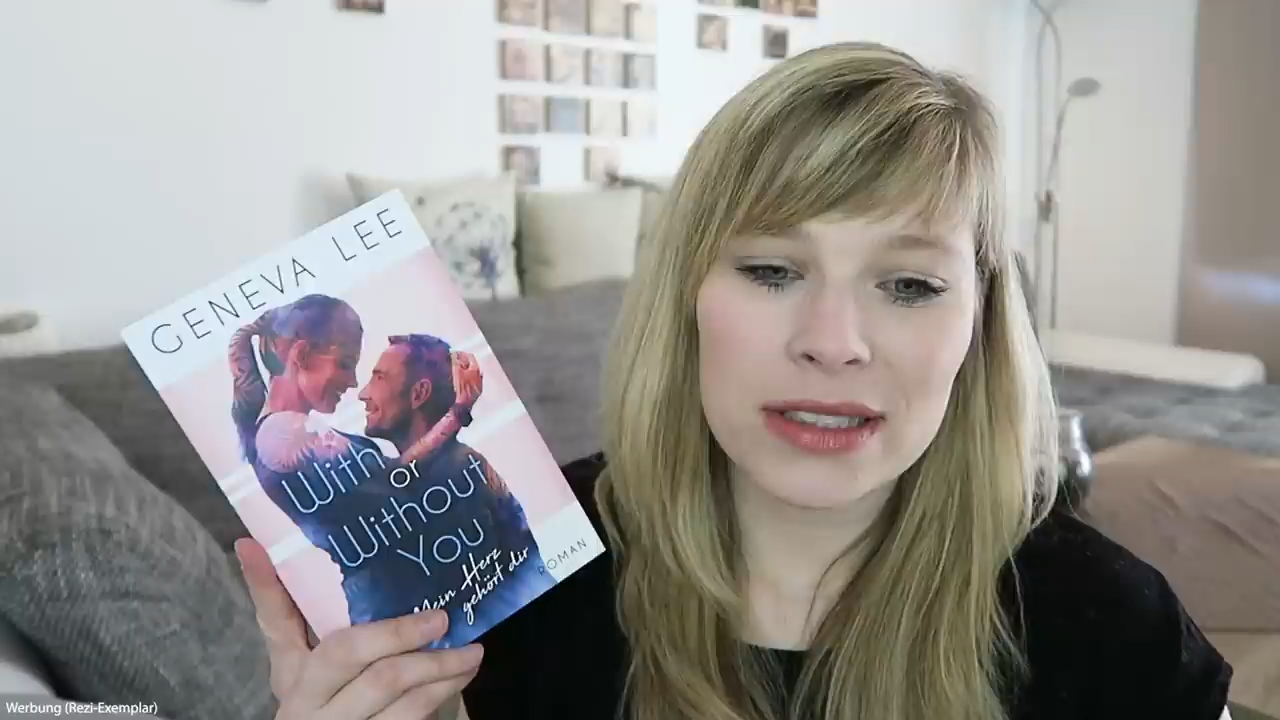 GENEVA LEE
With
or
Without
You
Mein Herz
gehört dir
ROMAN
Werbung (Rezi-Exemplar)